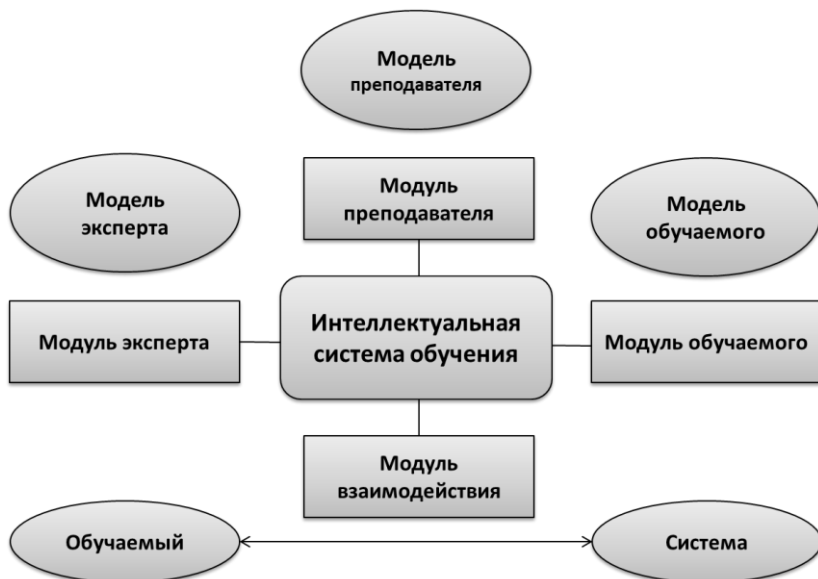 Модель
преподавателя
Модуль
преподавателя
Модель
эксперта
Модель
обучаемого
Модуль эксперта
Интеллектуальная
система обучения
Модуль обучаемого
Модуль
взаимодействия
Обучаемый
Система